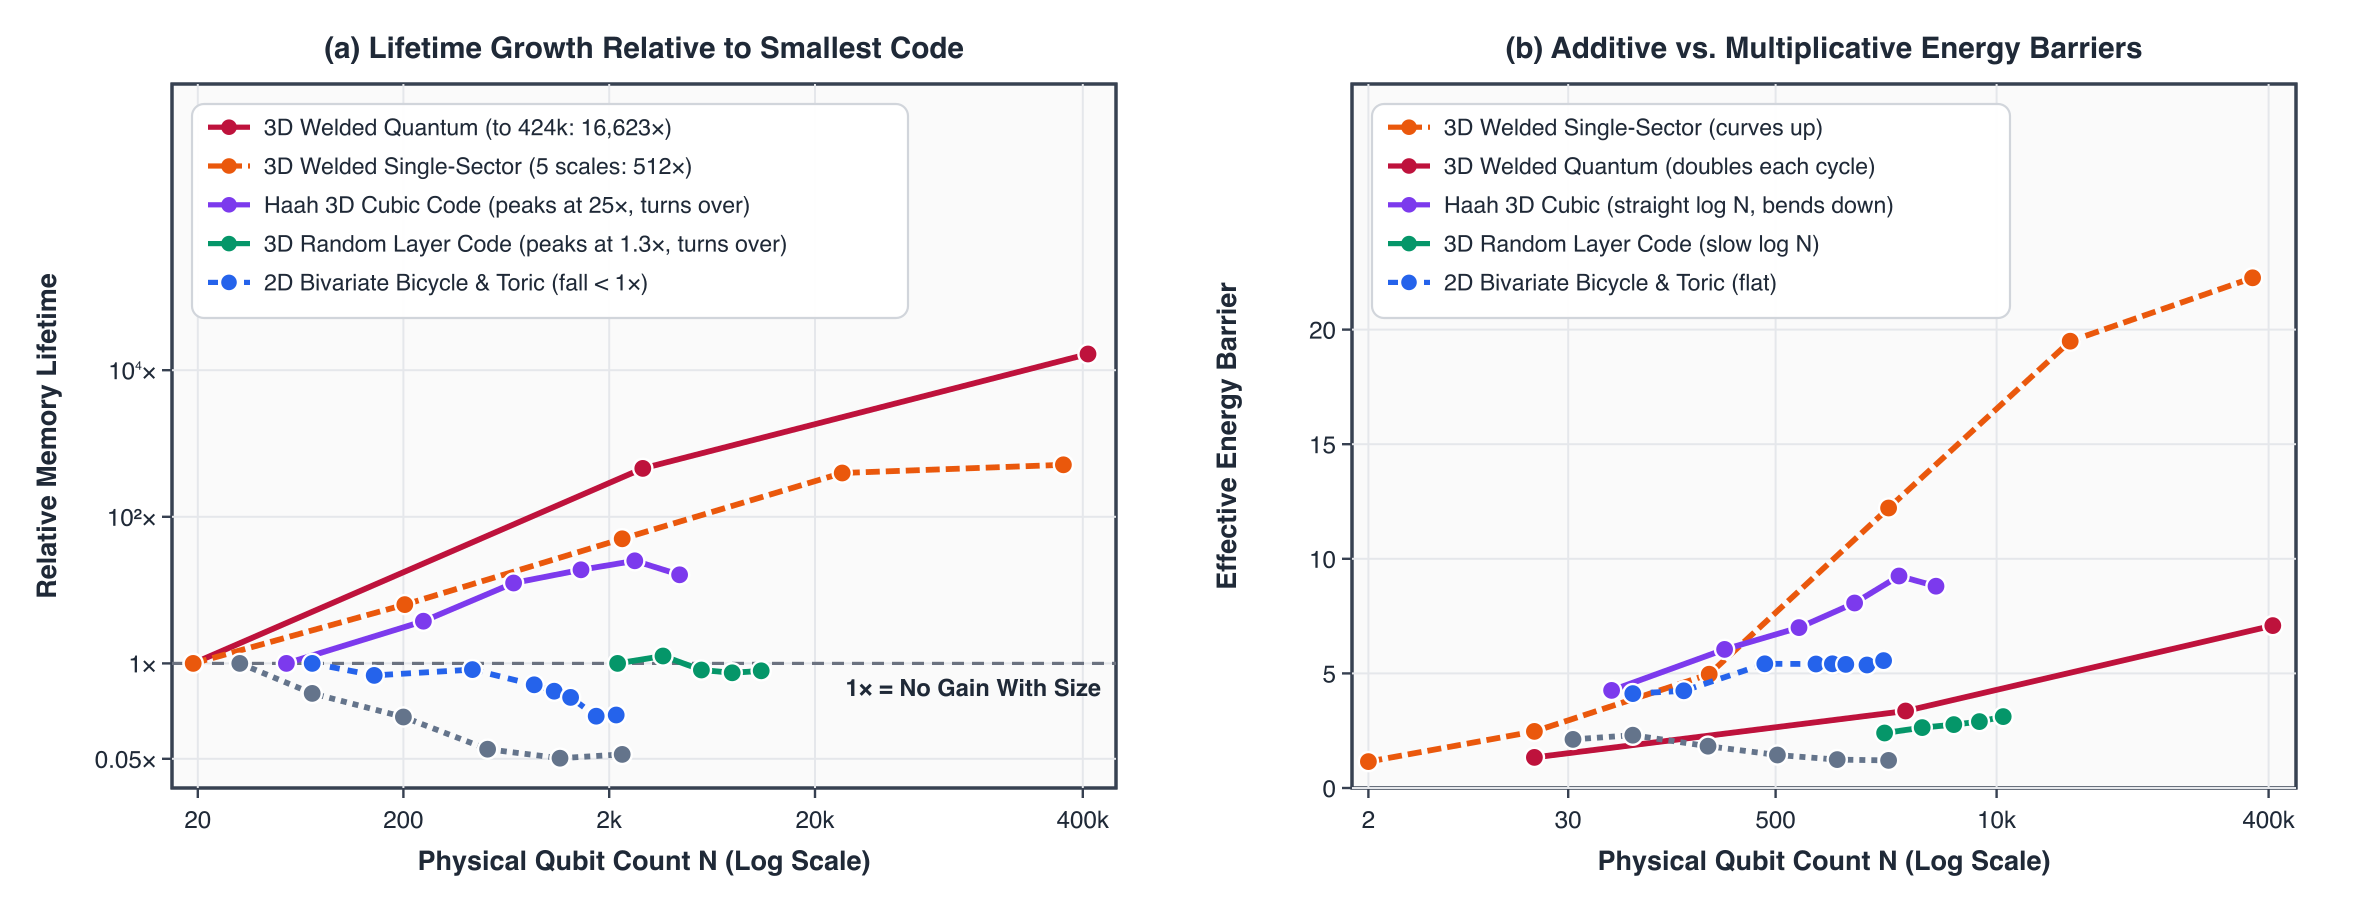 (a) Lifetime Growth Relative to Smallest Code
3D Welded Quantum (to 424k: 16,623×)
3D Welded Single-Sector (5 scales: 512×)
Haah 3D Cubic Code (peaks at 25×, turns over)
3D Random Layer Code (peaks at 1.3×, turns over)
2D Bivariate Bicycle & Toric (fall < 1×)
Relative Memory Lifetime
10⁴×
10²×
1×
0.05×
1× = No Gain With Size
20
200
2k
20k
400k
Physical Qubit Count N (Log Scale)
(b) Additive vs. Multiplicative Energy Barriers
3D Welded Single-Sector (curves up)
3D Welded Quantum (doubles each cycle)
Haah 3D Cubic (straight log N, bends down)
3D Random Layer Code (slow log N)
2D Bivariate Bicycle & Toric (flat)
Effective Energy Barrier
20
15
10
5
0
2
30
500
10k
400k
Physical Qubit Count N (Log Scale)